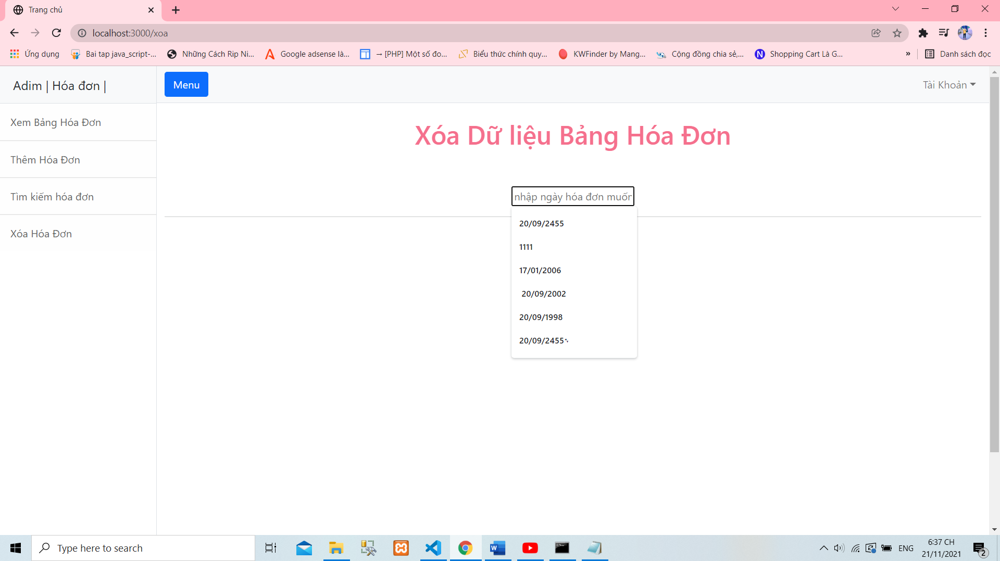 Trang chủ
localhost:3000/xoa
Ứng dụng
Bai tap java_script-...
Những Cách Rip Ni...
Google adsense là...
→ [PHP] Một số đo...
Biểu thức chính quy...
KWFinder by Mang...
Cộng đồng chia sẻ,...
Shopping Cart Là G...
»
Danh sách đọc
Adim | Hóa đơn |
Menu
Tài Khoản
Xem Bảng Hóa Đơn
Thêm Hóa Đơn
Tìm kiếm hóa đơn
Xóa Hóa Đơn
Xóa Dữ liệu Bảng Hóa Đơn
nhập ngày hóa đơn muốn
20/09/2455
1111
17/01/2006
20/09/2002
20/09/1998
20/09/2455
Type here to search
ENG
6:37 CH
21/11/2021
2